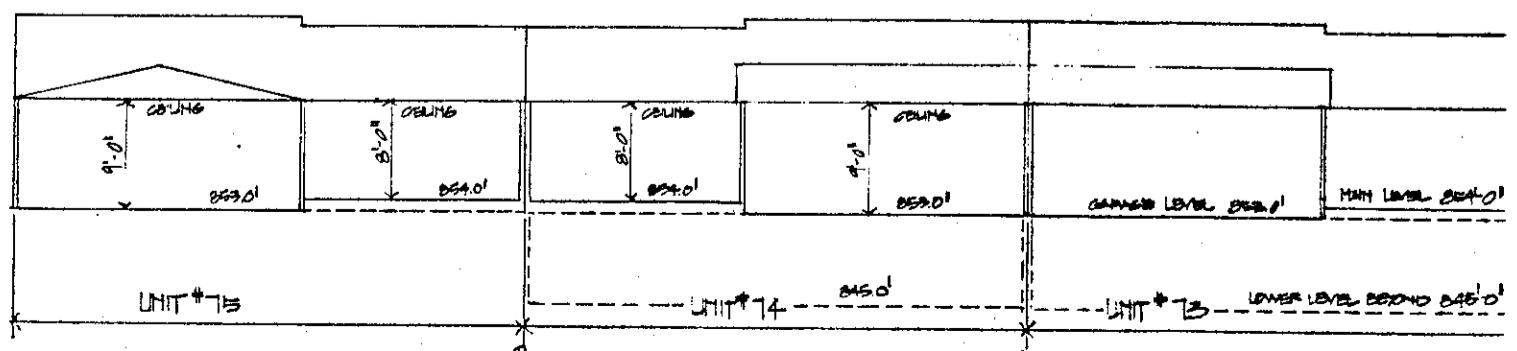 CEILING
9'-0"
853.0'
CEILING
8'-0"
854.0'
CEILING
8'-0"
854.0'
CEILING
9'-0"
853.0'
GARAGE LEVEL 853.0'
MAIN LEVEL 854'-0"
UNIT #75
UNIT #74
845.0'
UNIT #73
LOWER LEVEL BEYOND 845'-0"